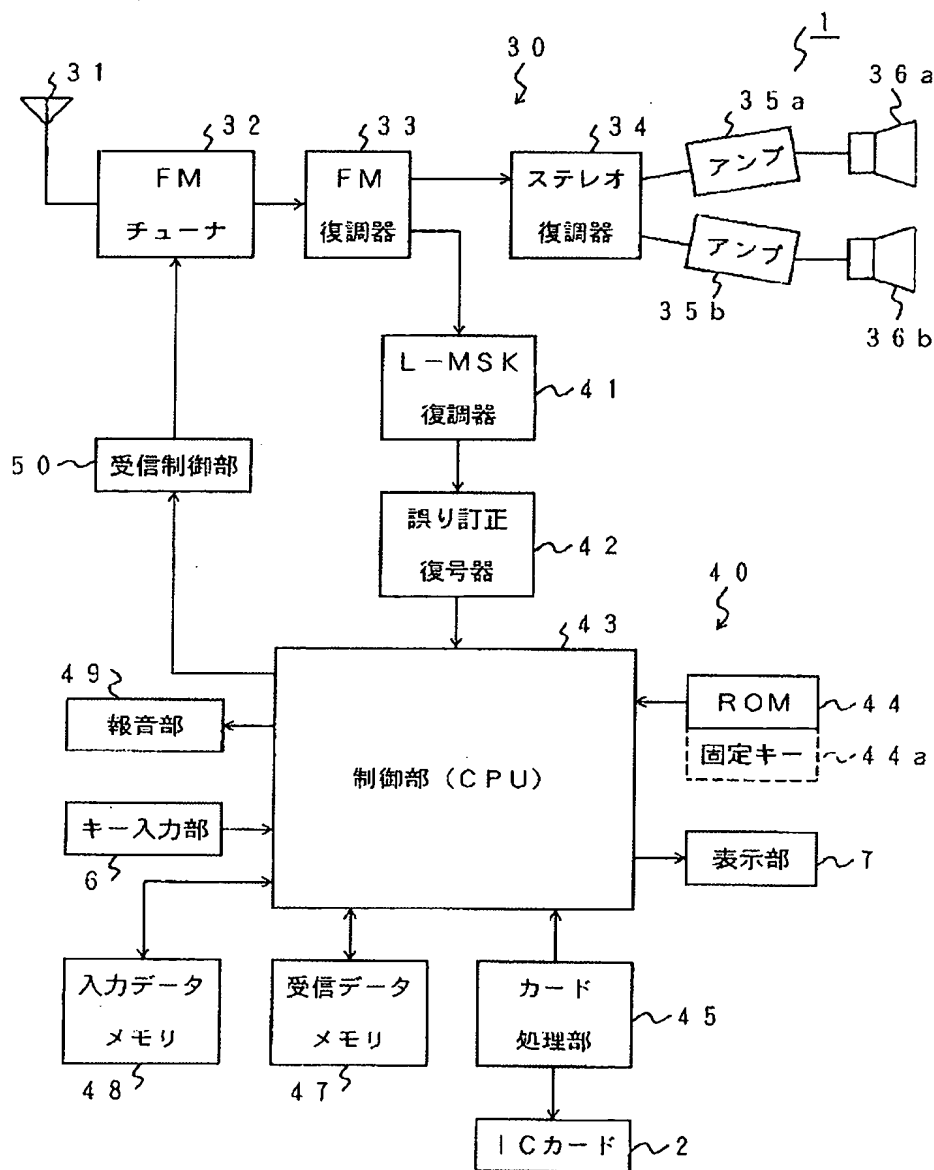 1
30
31
36a
35a
32
33
34
FM
チューナ
FM
復調器
ステレオ
復調器
アンプ
アンプ
35b
36b
L-MSK
復調器
41
50
受信制御部
誤り訂正
復号器
42
40
43
49
報音部
ROM
44
固定キー
44a
制御部(CPU)
キー入力部
6
表示部
7
入力データ
メモリ
48
受信データ
メモリ
47
カード
処理部
45
ICカード
2